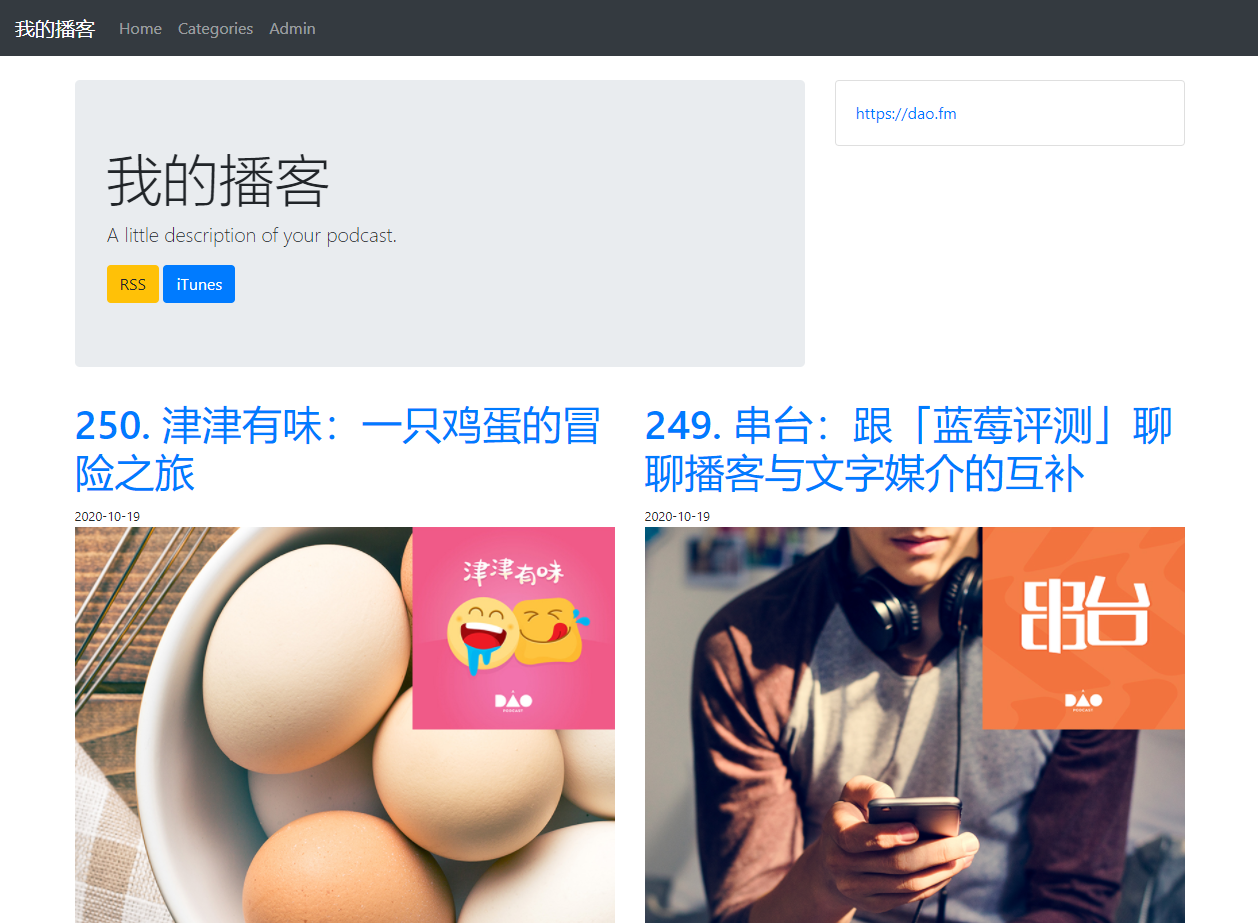 我的播客 Home Categories Admin
我的播客
A little description of your podcast.
RSS iTunes
https://dao.fm
250. 津津有味：一只鸡蛋的冒
险之旅
2020-10-19
津津有味
DAO
PODCAST
249. 串台：跟「蓝莓评测」聊
聊播客与文字媒介的互补
2020-10-19
串台
DAO
PODCAST